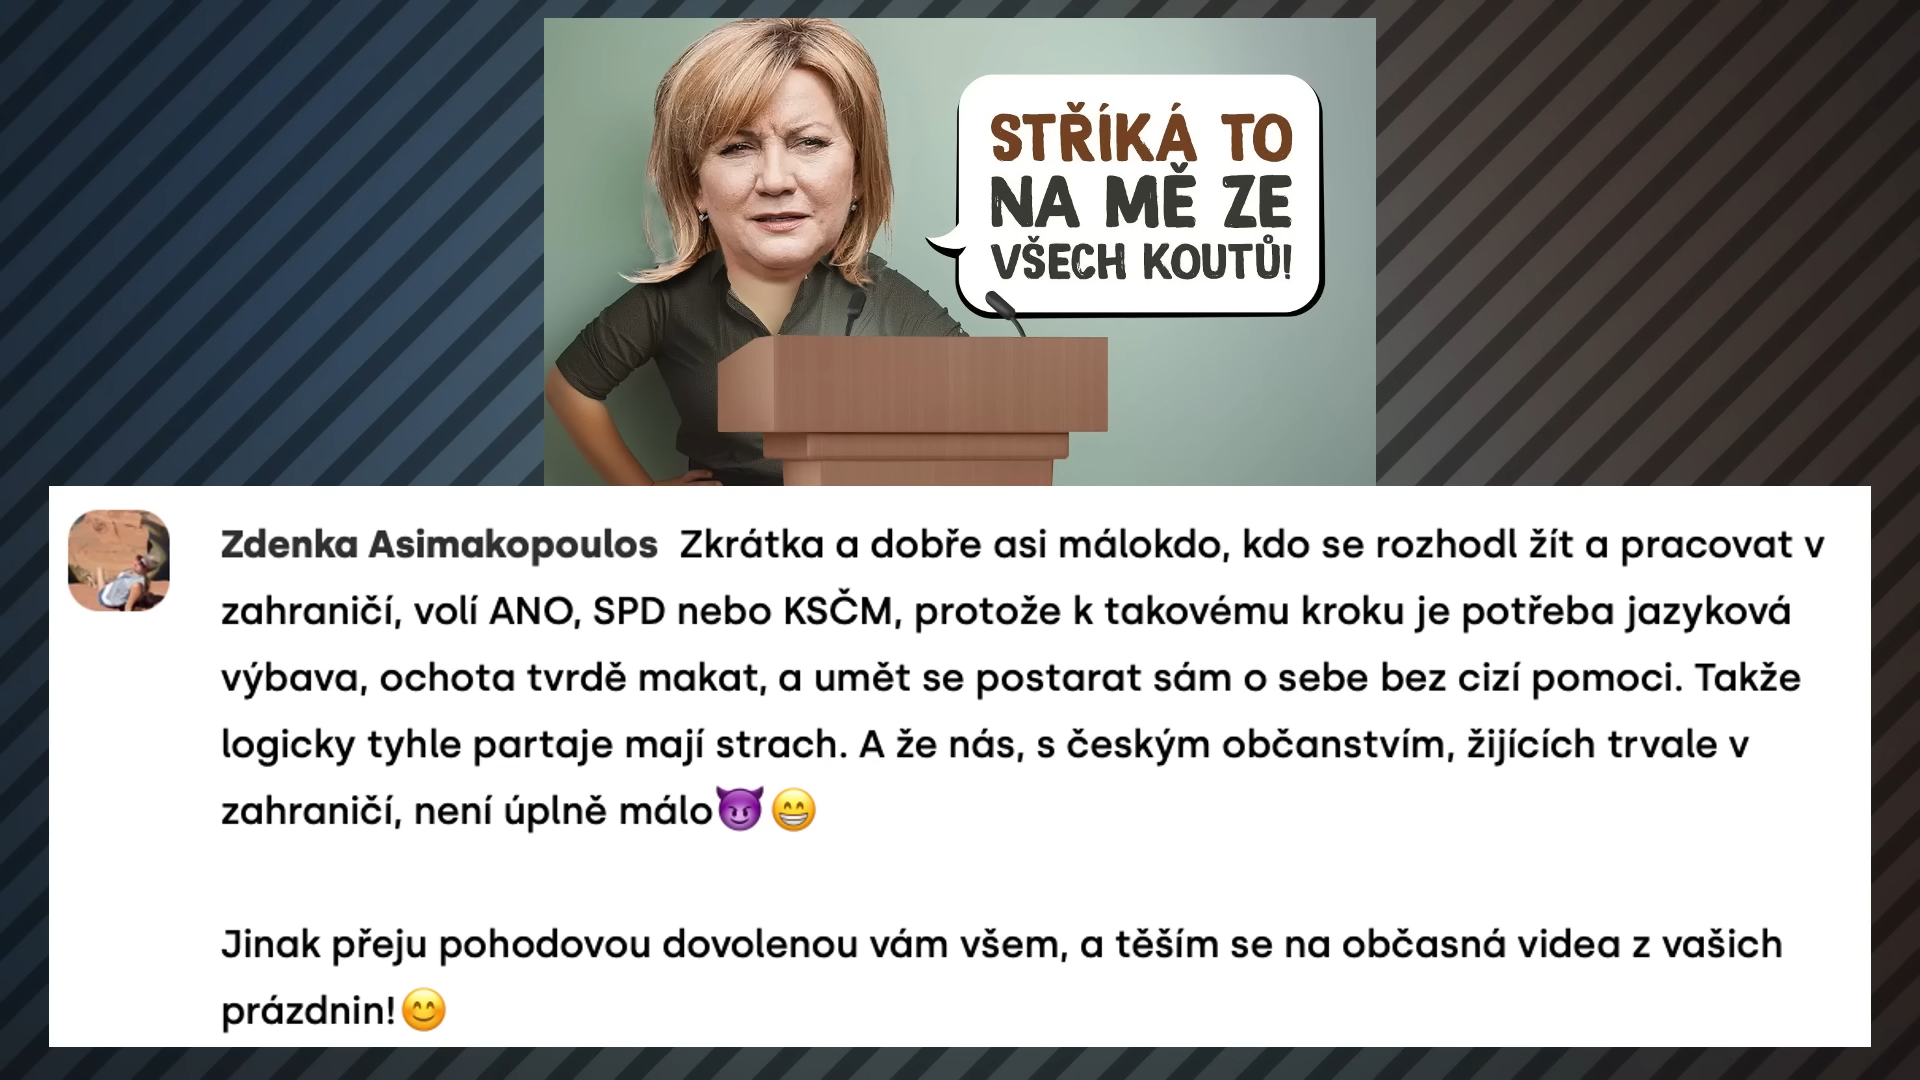 STŘÍKÁ TO
NA MĚ ZE
VŠECH KOUTŮ!
Zdenka Asimakopoulos Zkrátka a dobře asi málokdo, kdo se rozhodl žít a pracovat v
zahraničí, volí ANO, SPD nebo KSČM, protože k takovému kroku je potřeba jazyková
výbava, ochota tvrdě makat, a umět se postarat sám o sebe bez cizí pomoci. Takže
logicky tyhle partaje mají strach. A že nás, s českým občanstvím, žijících trvale v
zahraničí, není úplně málo😈😁
Jinak přeju pohodovou dovolenou vám všem, a těším se na občasná videa z vašich
prázdnin!😊